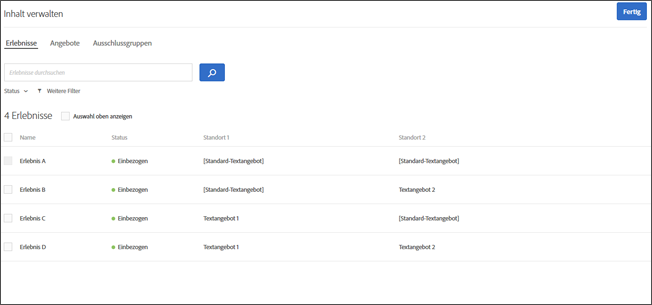 Inhalt verwalten
Fertig
Erlebnisse Angebote Ausschlussgruppen
Erlebnisse durchsuchen
Status Weitere Filter
4 Erlebnisse Auswahl oben anzeigen
Name Status Standort 1 Standort 2
Erlebnis A Einbezogen [Standard-Textangebot] [Standard-Textangebot]
Erlebnis B Einbezogen [Standard-Textangebot] Textangebot 2
Erlebnis C Einbezogen Textangebot 1 [Standard-Textangebot]
Erlebnis D Einbezogen Textangebot 1 Textangebot 2